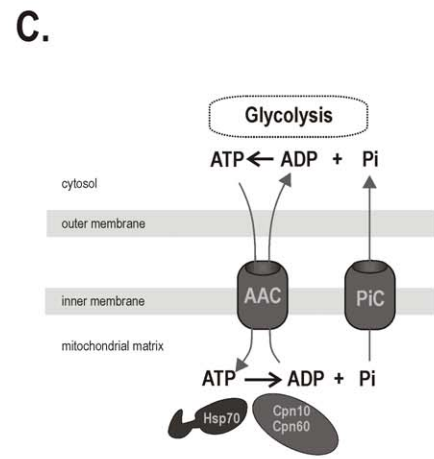 C.
Glycolysis
ATP ← ADP + Pi
cytosol
outer membrane
AAC
PiC
inner membrane
mitochondrial matrix
ATP → ADP + Pi
Hsp70
Cpn10
Cpn60